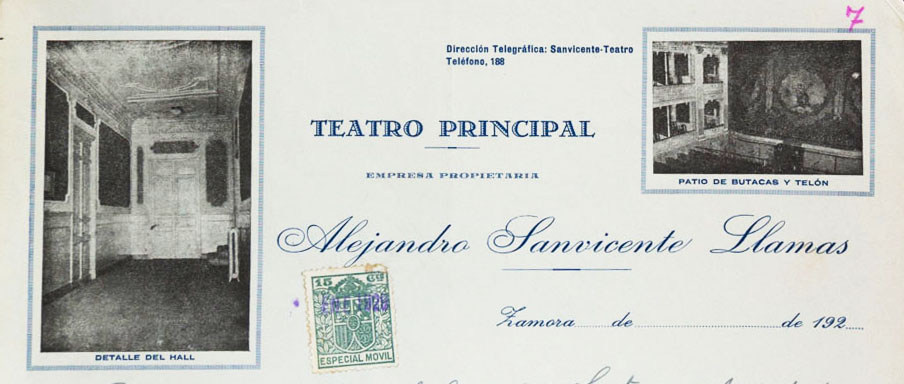 7
Dirección Telegráfica: Sanvicente-Teatro
Teléfono, 188
TEATRO PRINCIPAL
EMPRESA PROPIETARIA
PATIO DE BUTACAS Y TELÓN
Alejandro Sanvicente Llamas
15 Cs
ESPECIAL MOVIL
Zamora de de 192
DETALLE DEL HALL